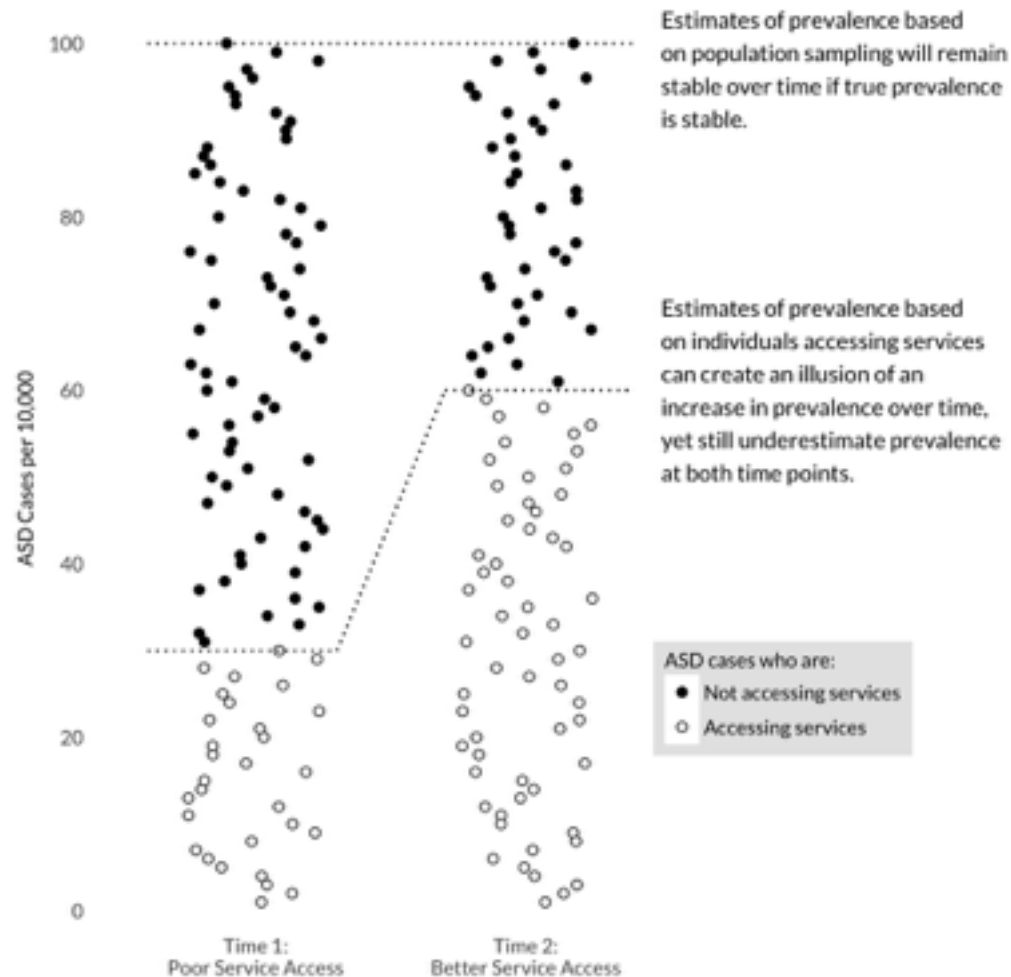 Estimates of prevalence based
on population sampling will remain
stable over time if true prevalence
is stable.
100
80
60
40
20
0
ASD Cases per 10,000
Estimates of prevalence based
on individuals accessing services
can create an illusion of an
increase in prevalence over time,
yet still underestimate prevalence
at both time points.
ASD cases who are:
Not accessing services
Accessing services
Time 1:
Poor Service Access
Time 2:
Better Service Access